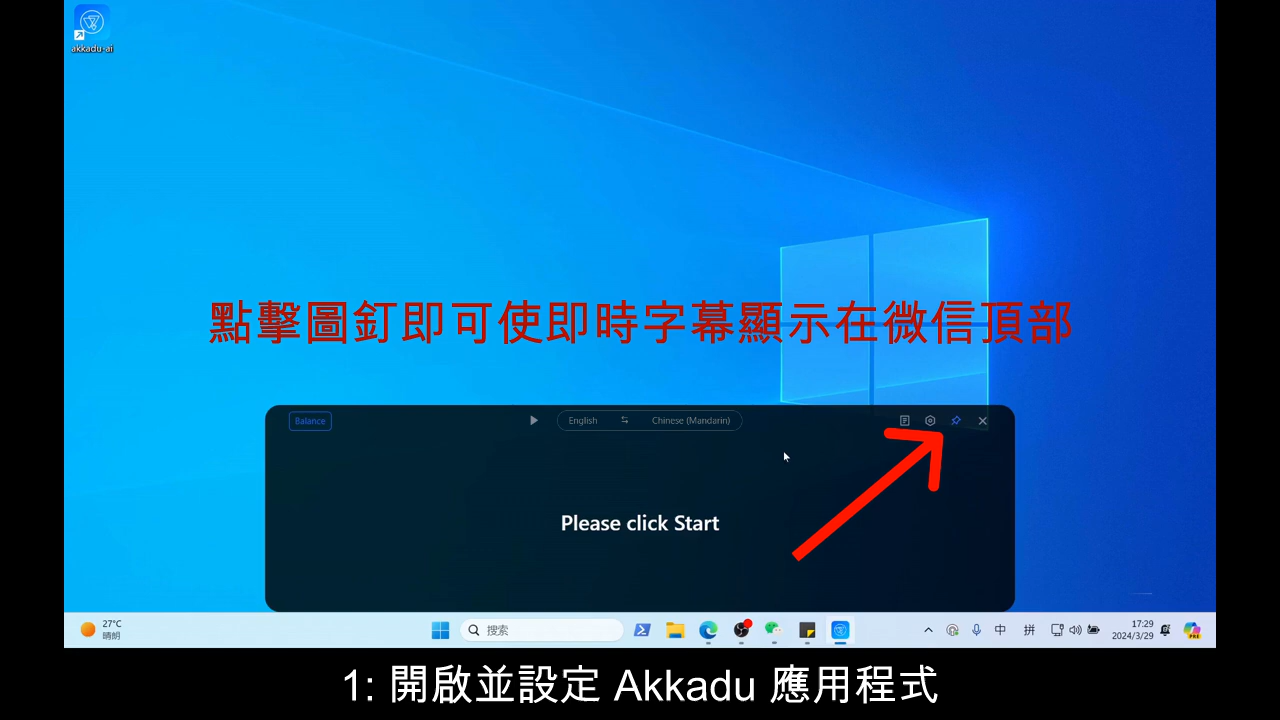 akkadu-ai
點擊圖釘即可使即時字幕顯示在微信頂部
Balance
English
Chinese (Mandarin)
Please click Start
27°C
晴朗
搜索
中
拼
17:29
2024/3/29
PRE
1: 開啟並設定 Akkadu 應用程式